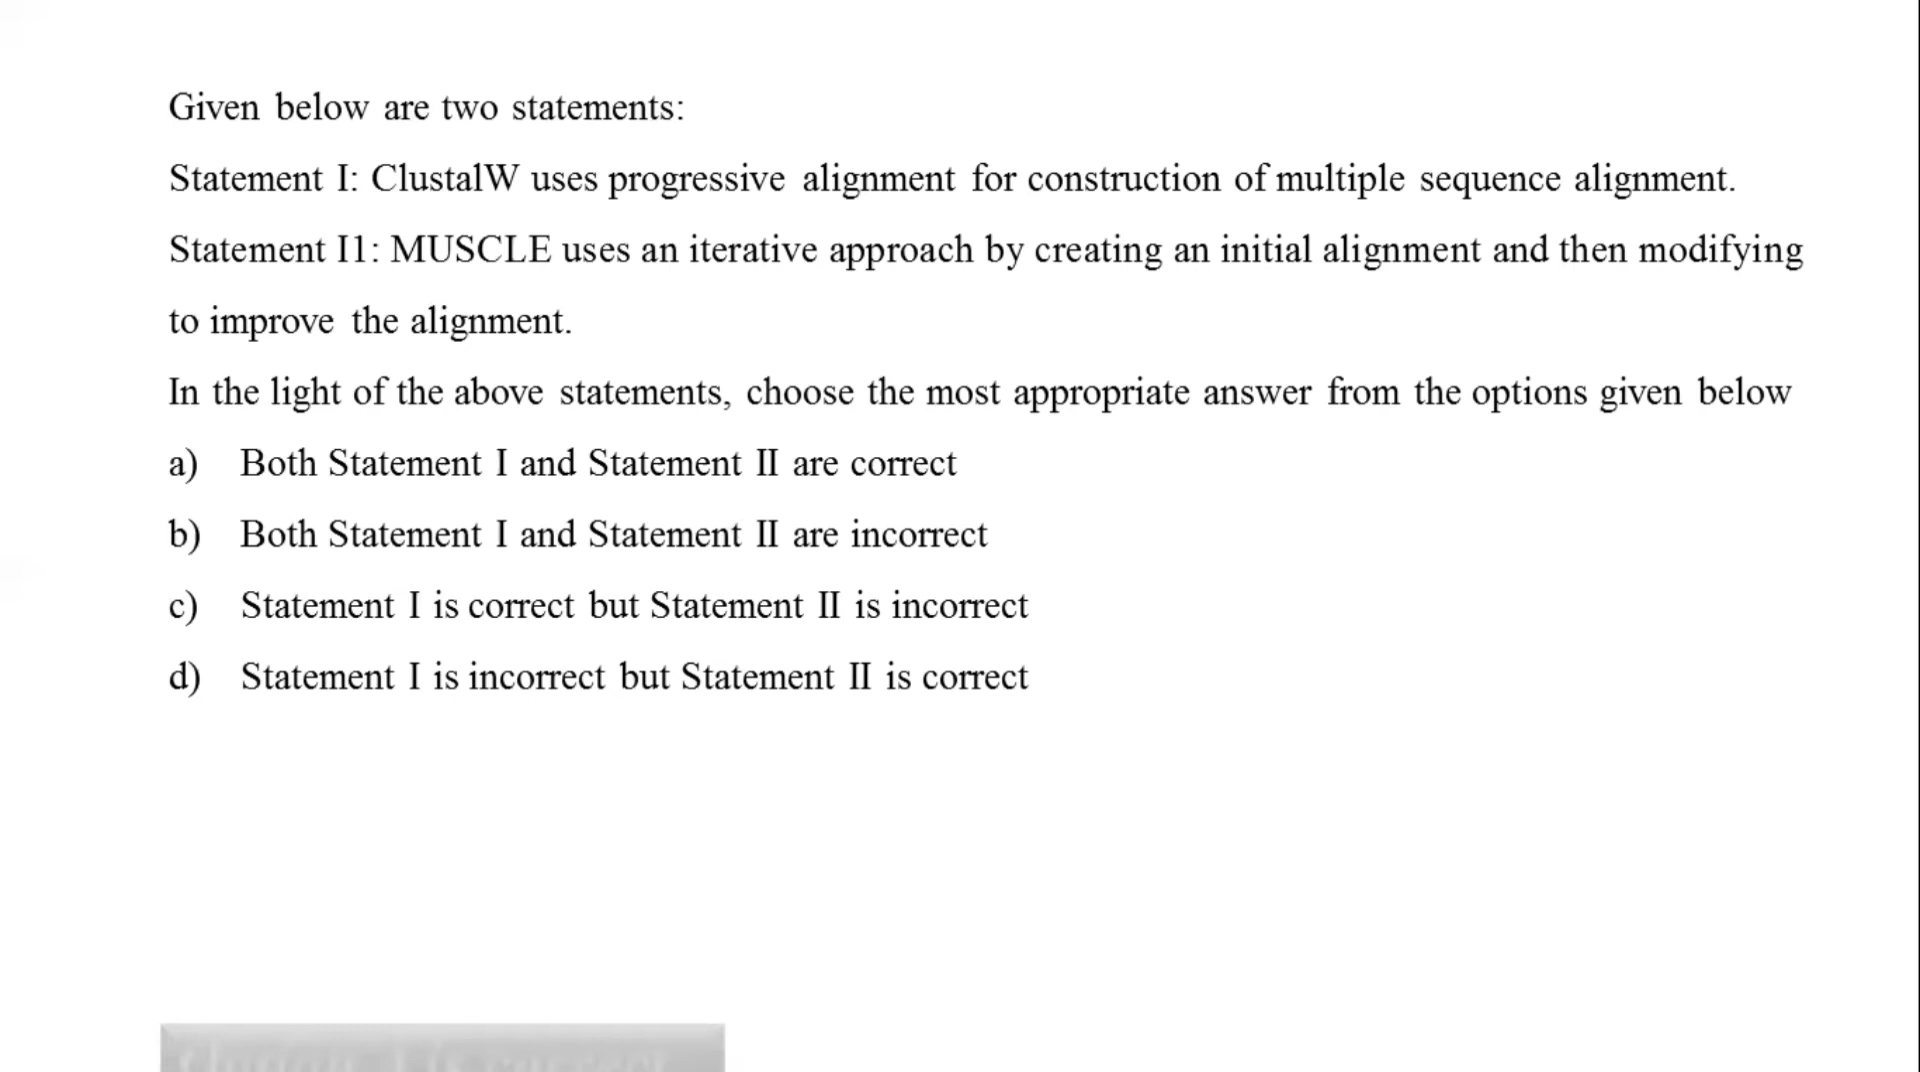 Given below are two statements:
Statement I: ClustalW uses progressive alignment for construction of multiple sequence alignment.
Statement I1: MUSCLE uses an iterative approach by creating an initial alignment and then modifying
to improve the alignment.
In the light of the above statements, choose the most appropriate answer from the options given below
a) Both Statement I and Statement II are correct
b) Both Statement I and Statement II are incorrect
c) Statement I is correct but Statement II is incorrect
d) Statement I is incorrect but Statement II is correct